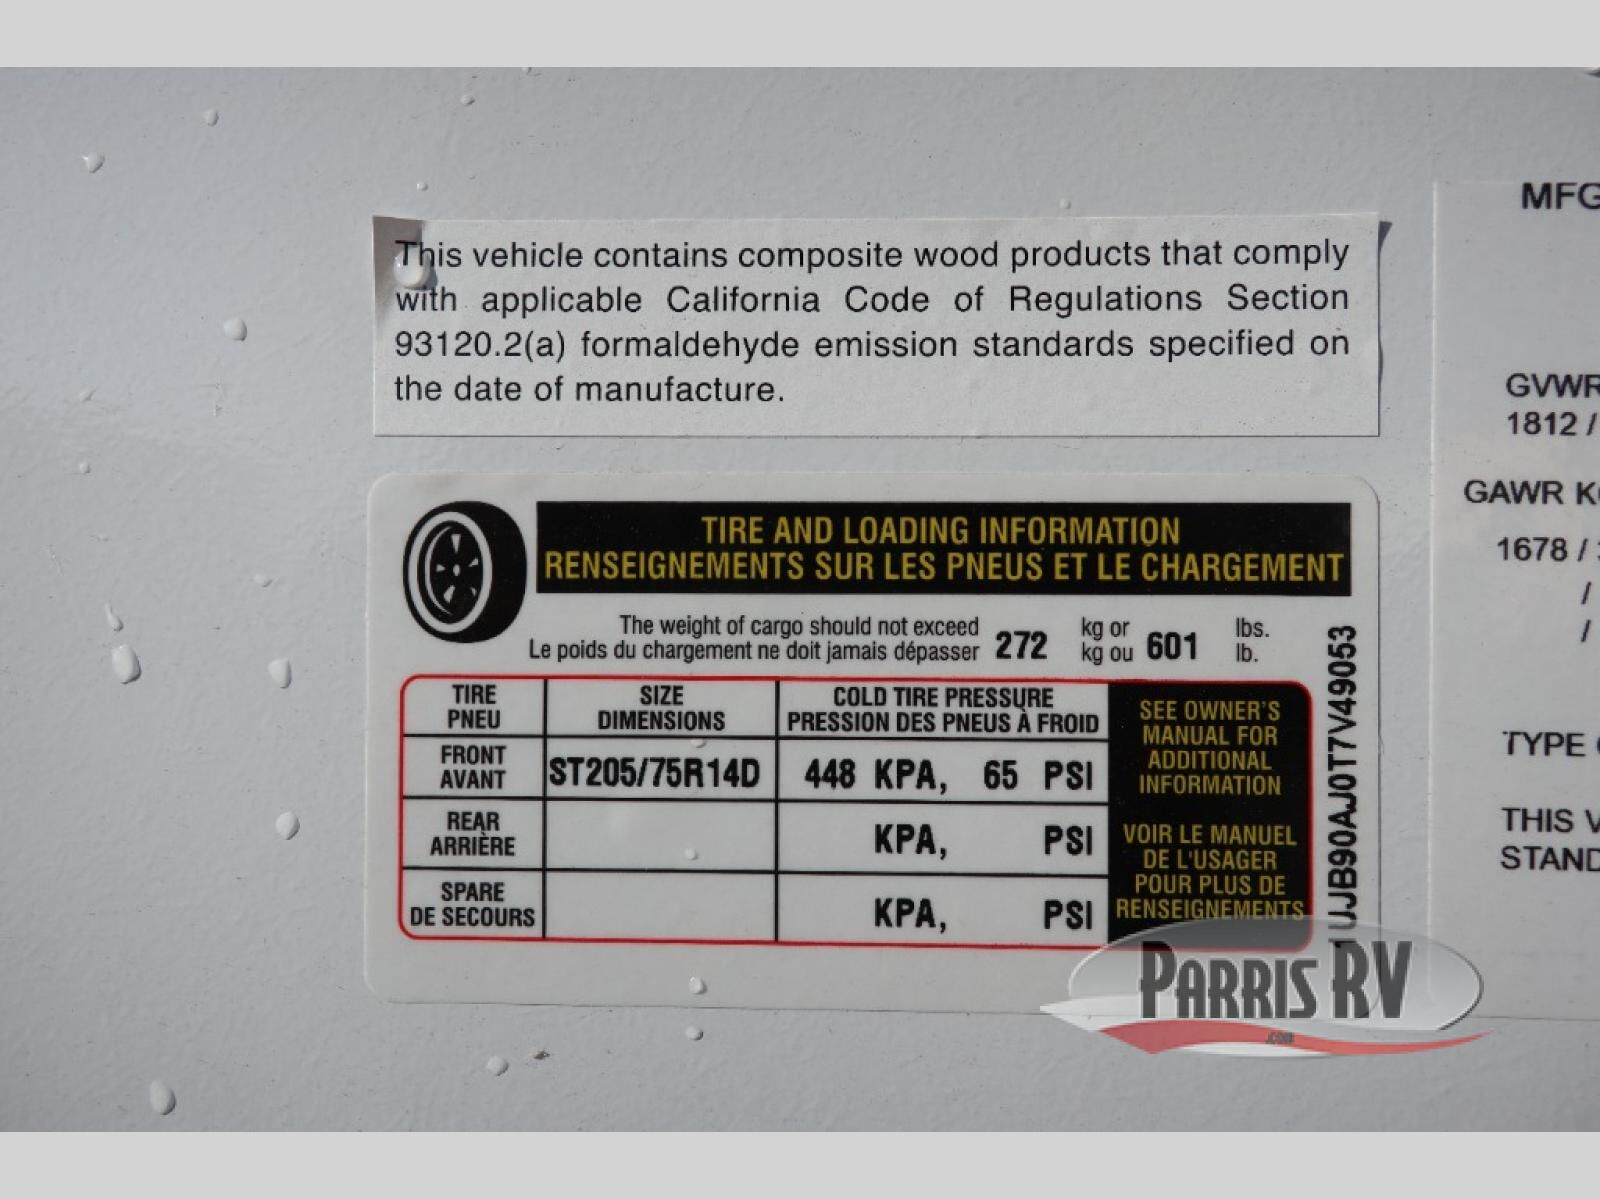 This vehicle contains composite wood products that comply
with applicable California Code of Regulations Section
93120.2(a) formaldehyde emission standards specified on
the date of manufacture.
TIRE AND LOADING INFORMATION
RENSEIGNEMENTS SUR LES PNEUS ET LE CHARGEMENT
The weight of cargo should not exceed
Le poids du chargement ne doit jamais dépasser
272
kg or
kg ou
601
lbs.
lb.
TIRE
PNEU
SIZE
DIMENSIONS
COLD TIRE PRESSURE
PRESSION DES PNEUS À FROID
FRONT
AVANT
ST205/75R14D
448 KPA, 65 PSI
REAR
ARRIÈRE
KPA, PSI
SPARE
DE SECOURS
KPA, PSI
SEE OWNER'S
MANUAL FOR
ADDITIONAL
INFORMATION
VOIR LE MANUEL
DE L'USAGER
POUR PLUS DE
RENSEIGNEMENTS
1UJJB90AJ0T7V49053
MFG
GVWR
1812 /
GAWR
1678 /
/
/
TYPE
THIS
STAND
PARRIS RV
.COM